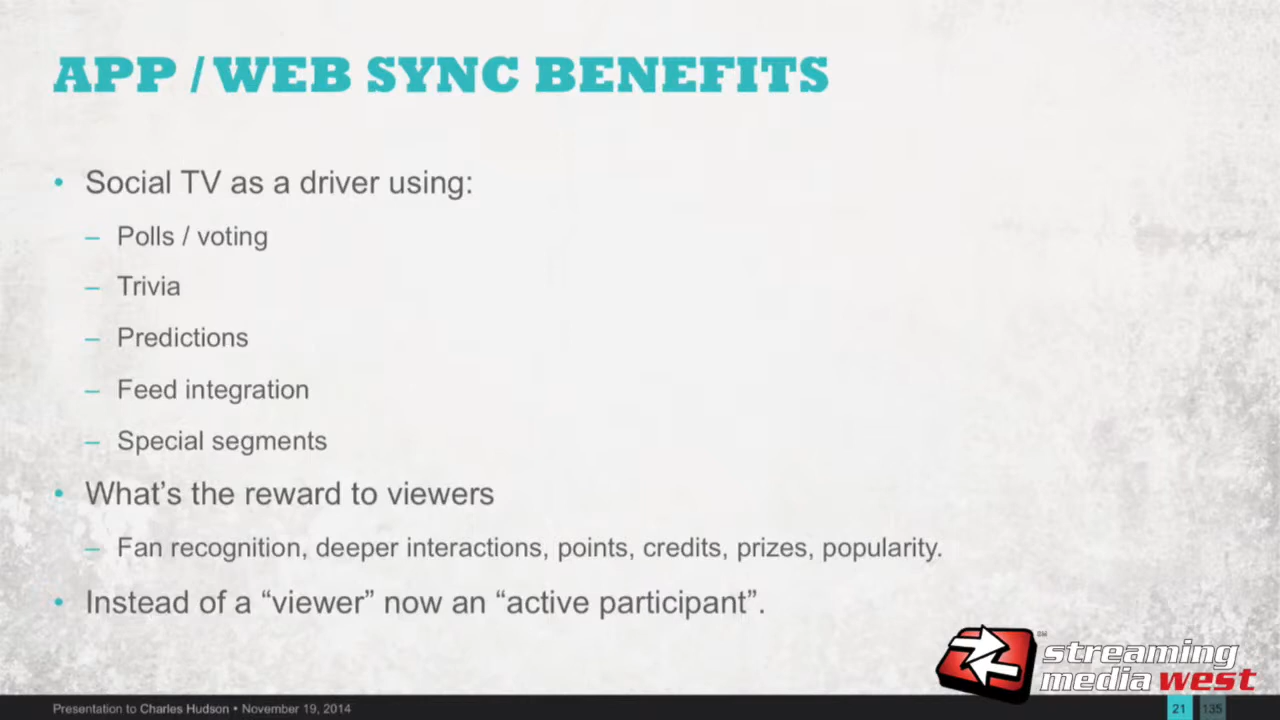 APP / WEB SYNC BENEFITS
• Social TV as a driver using:
– Polls / voting
– Trivia
– Predictions
– Feed integration
– Special segments
• What’s the reward to viewers
– Fan recognition, deeper interactions, points, credits, prizes, popularity.
• Instead of a “viewer” now an “active participant”.
SM
streaming
media west
Presentation to Charles Hudson • November 19, 2014
21 135